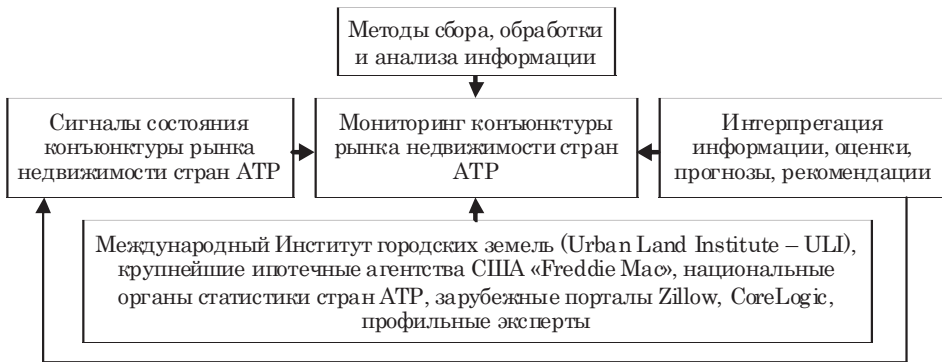 Методы сбора, обработки
и анализа информации
Сигналы состояния
конъюнктуры рынка
недвижимости стран АТР
Мониторинг конъюнктуры
рынка недвижимости стран
АТР
Интерпретация
информации, оценки,
прогнозы, рекомендации
Международный Институт городских земель (Urban Land Institute – ULI),
крупнейшие ипотечные агентства США «Freddie Mac», национальные
органы статистики стран АТР, зарубежные порталы Zillow, CoreLogic,
профильные эксперты